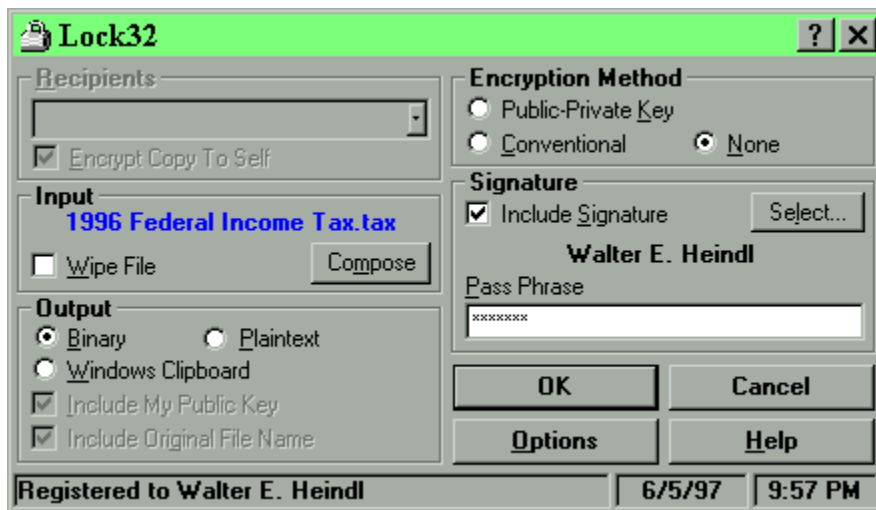 Lock32
Recipients
Encrypt Copy To Self
Input
1996 Federal Income Tax.tax
Wipe File
Compose
Output
Binary
Plaintext
Windows Clipboard
Include My Public Key
Include Original File Name
Encryption Method
Public-Private Key
Conventional
None
Signature
Include Signature
Select...
Walter E. Heindl
Pass Phrase
xxxxxxx
OK
Cancel
Options
Help
Registered to Walter E. Heindl
6/5/97
9:57 PM